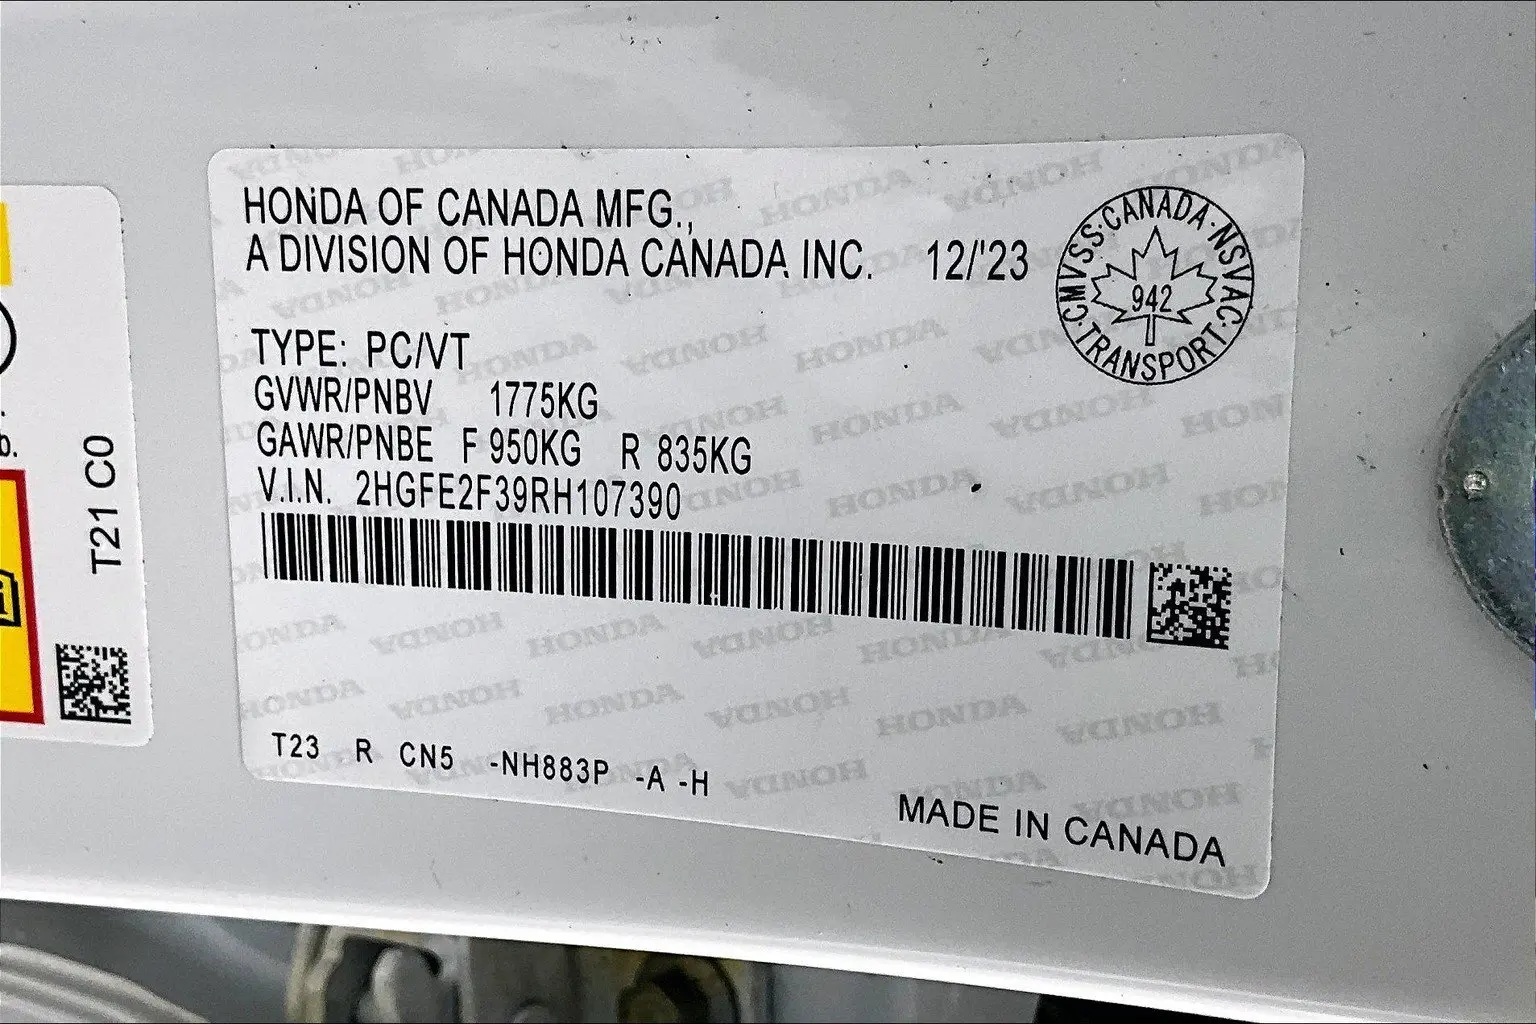 HONDA OF CANADA MFG.,
A DIVISION OF HONDA CANADA INC. 12/'23
CMVSS·CANADA·NSVAC·TRANSPORT·
942
TYPE: PC/VT
GVWR/PNBV 1775KG
GAWR/PNBE F 950KG R 835KG
V.I.N. 2HGFE2F39RH107390
T23 R CN5 -NH883P -A -H
MADE IN CANADA
T21 C0
b.
i
HONDA